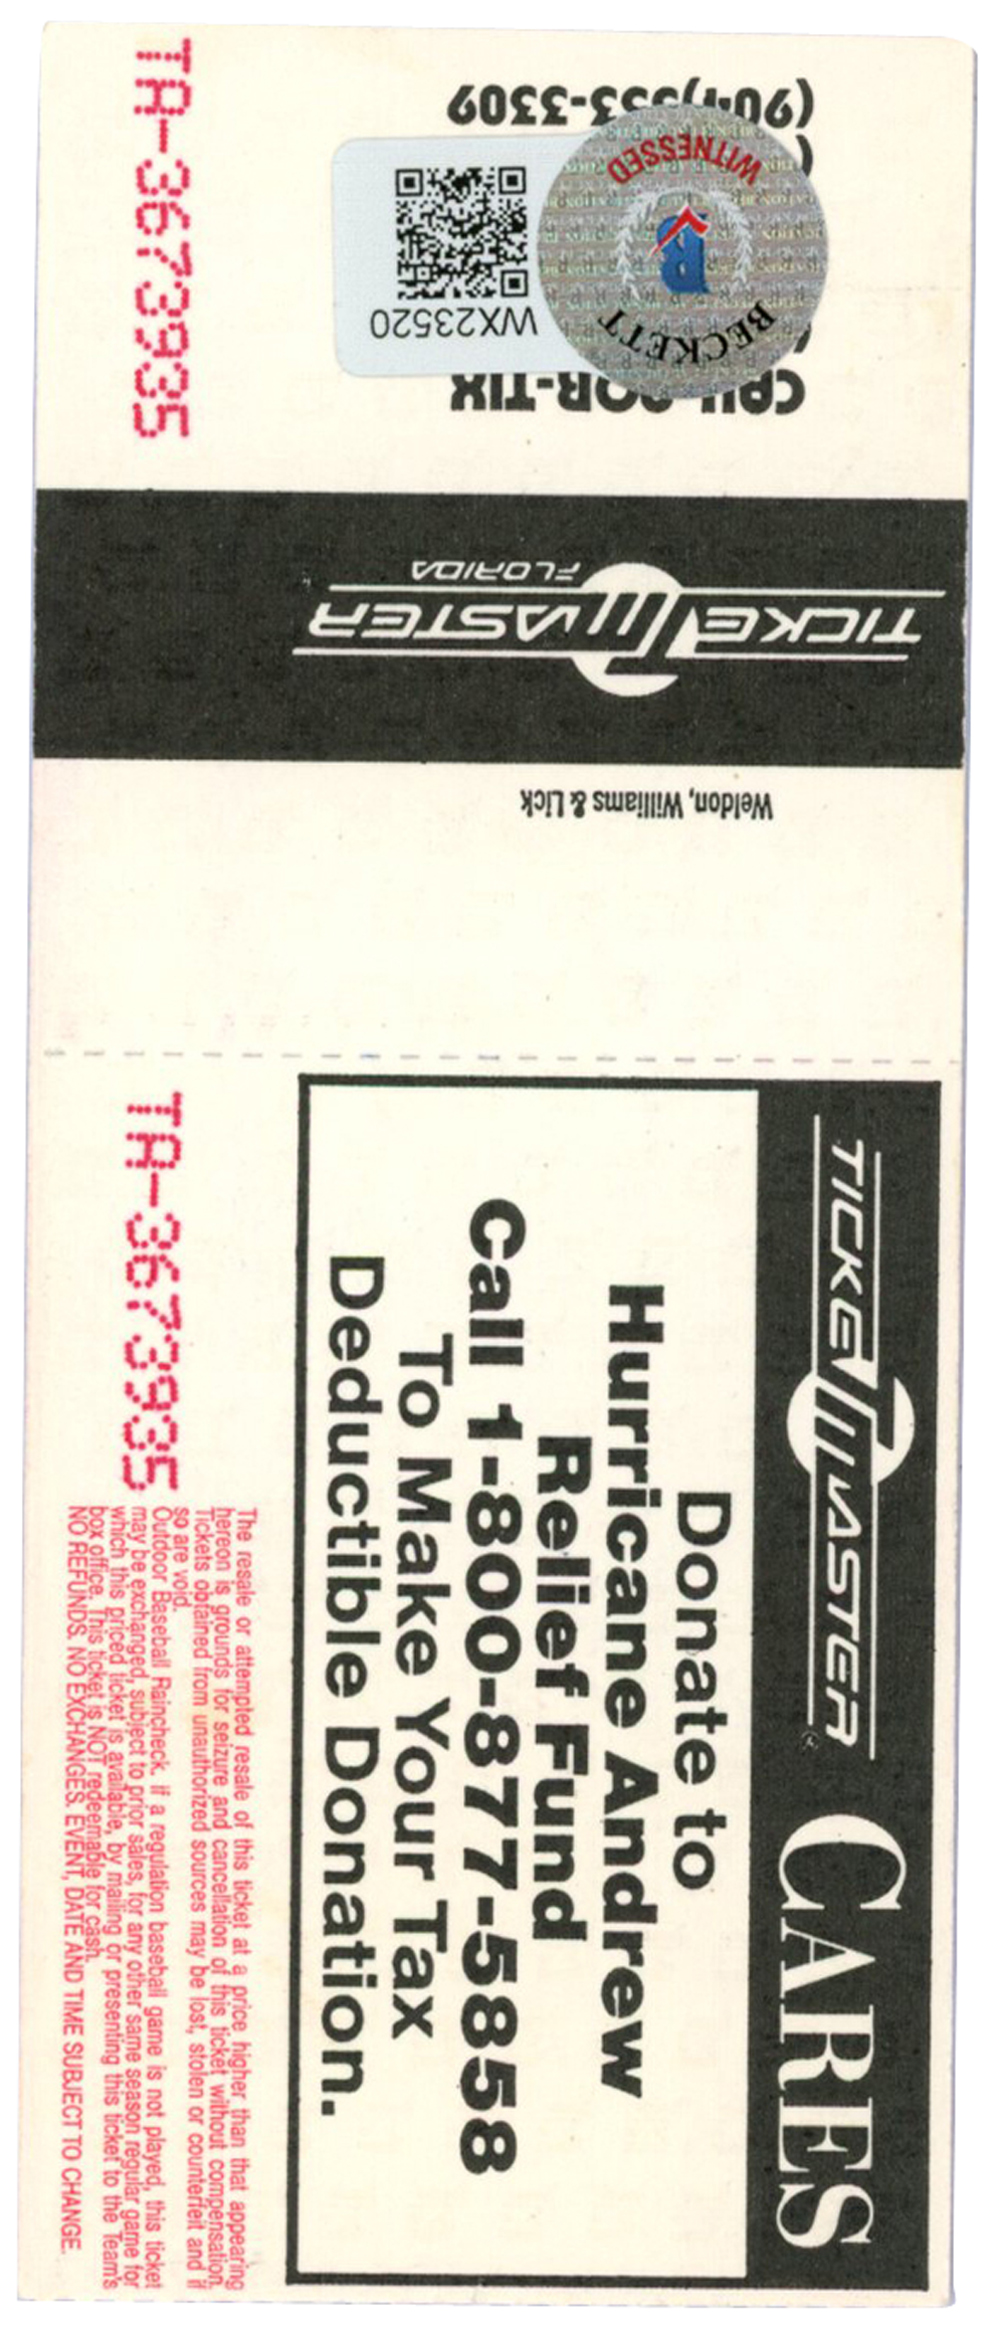 TA-3673935
(904)353-3309
WITNESSED
BECKETT
WX23520
TICKETMASTER
FLORIDA
Weldon, Williams & Lick
TICKETMASTER® CARES
Donate to
Hurricane Andrew
Relief Fund
Call 1-800-877-5858
To Make Your Tax
Deductible Donation.
TA-3673935
The resale or attempted resale of this ticket at a price higher than that appearing
hereon is grounds for seizure and cancellation of this ticket without compensation.
Tickets obtained from unauthorized sources may be lost, stolen or counterfeit and if
so are void.
Outdoor Baseball Raincheck, if a regulation baseball game is not played, this ticket
may be exchanged, subject to prior sales, for any other same season regular game for
which this priced ticket is available, by mailing or presenting this ticket to the Team's
box office. This ticket is NOT redeemable for cash.
NO REFUNDS. NO EXCHANGES. EVENT, DATE AND TIME SUBJECT TO CHANGE.